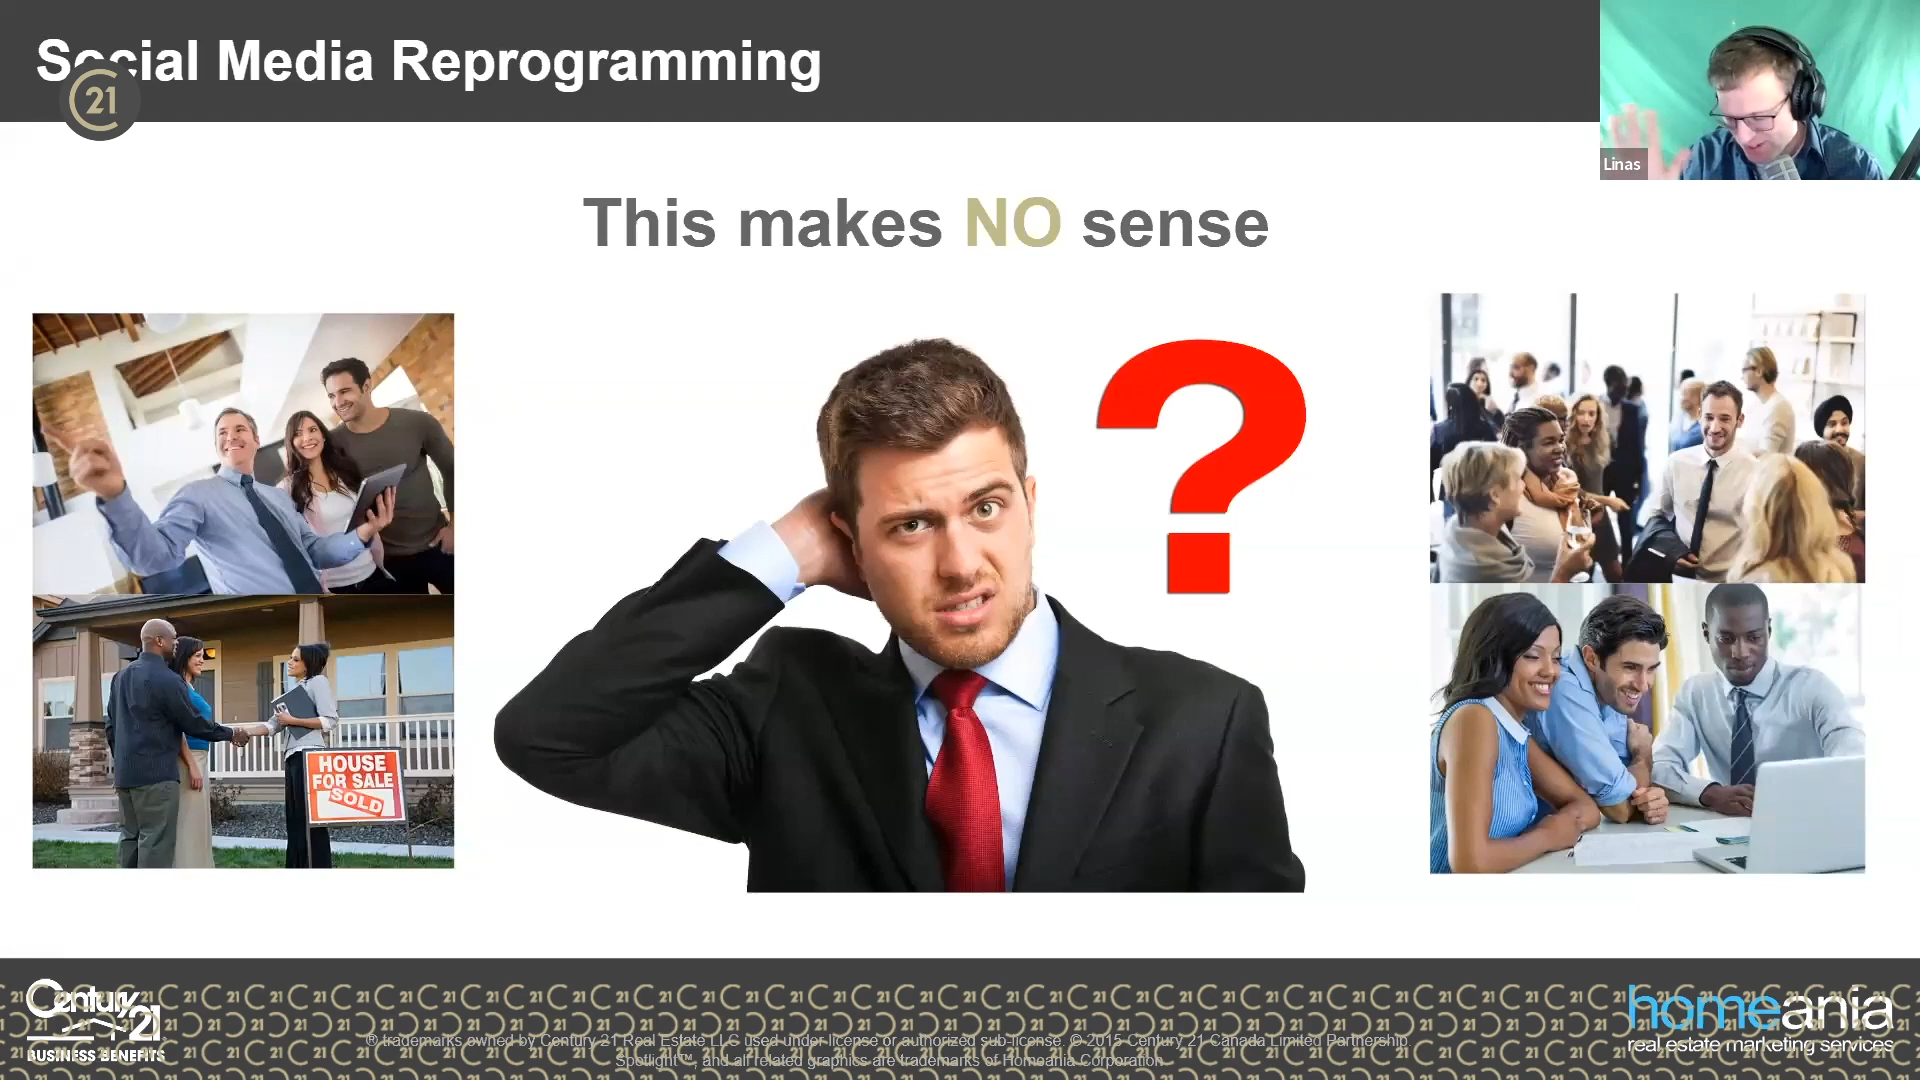 Social Media Reprogramming
21
Linas
This makes NO sense
?
HOUSE
FOR SALE
SOLD
Century 21
BUSINESS BENEFITS
® trademarks owned by Century 21 Real Estate LLC used under license or authorized sub-license. © 2015 Century 21 Canada Limited Partnership.
Spotlight™, and all related graphics are trademarks of Homeania Corporation
homeania
real estate marketing services